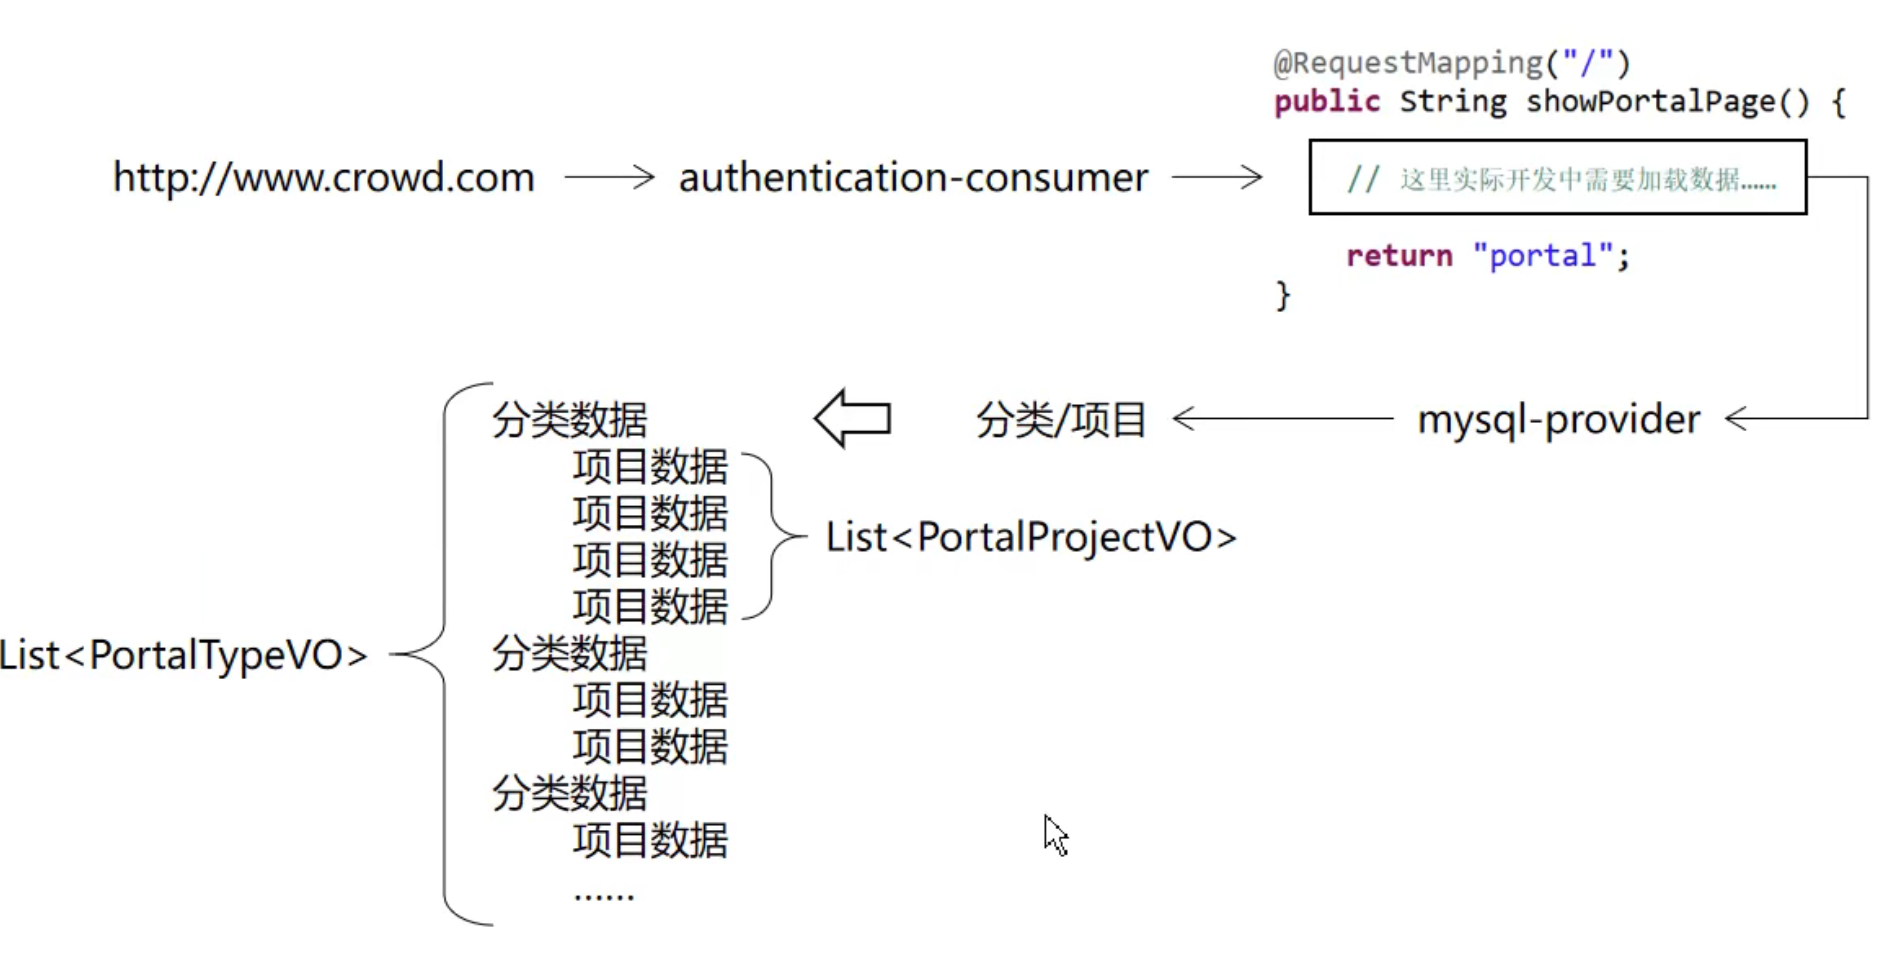 @RequestMapping("/")
public String showPortalPage() {
http://www.crowd.com
authentication-consumer
// 这里实际开发中需要加载数据……
return "portal";
}
分类数据
分类/项目
mysql-provider
项目数据
项目数据
List<PortalProjectVO>
项目数据
项目数据
List<PortalTypeVO>
分类数据
项目数据
项目数据
分类数据
项目数据
……